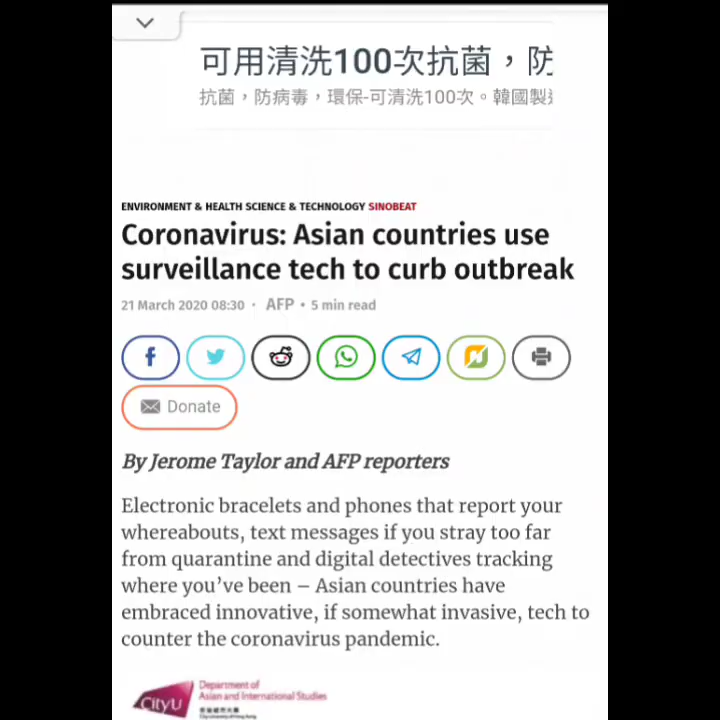 可用清洗100次抗菌，防
抗菌，防病毒，環保-可清洗100次。韓國製
ENVIRONMENT & HEALTH SCIENCE & TECHNOLOGY SINOBEAT
Coronavirus: Asian countries use
surveillance tech to curb outbreak
21 March 2020 08:30 · AFP • 5 min read
Donate
By Jerome Taylor and AFP reporters
Electronic bracelets and phones that report your
whereabouts, text messages if you stray too far
from quarantine and digital detectives tracking
where you’ve been – Asian countries have
embraced innovative, if somewhat invasive, tech to
counter the coronavirus pandemic.
CityU
Department of
Asian and International Studies